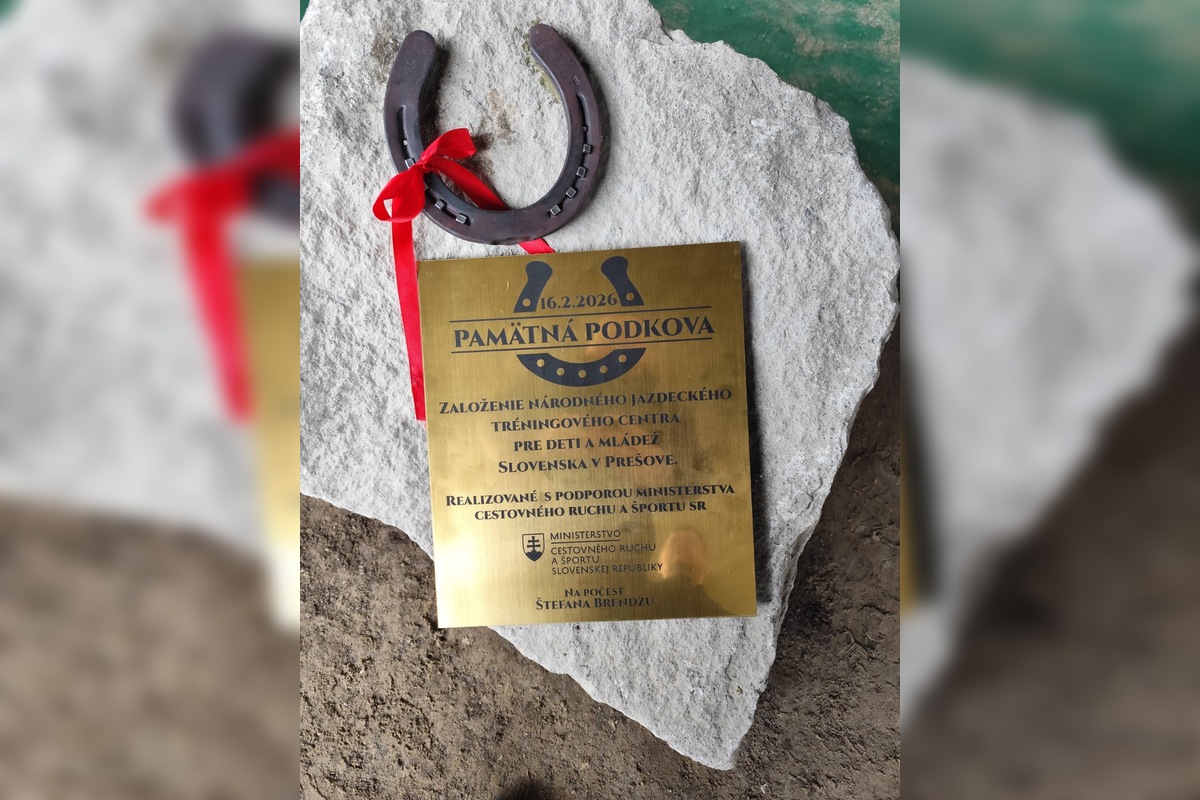 16.2.2026
PAMÄTNÁ PODKOVA
ZALOŽENIE NÁRODNÉHO JAZDECKÉHO
TRÉNINGOVÉHO CENTRA
PRE DETI A MLÁDEŽ
SLOVENSKA V PREŠOVE.
REALIZOVANÉ S PODPOROU MINISTERSTVA
CESTOVNÉHO RUCHU A ŠPORTU SR
MINISTERSTVO
CESTOVNÉHO RUCHU
A ŠPORTU
SLOVENSKEJ REPUBLIKY
NA POČESŤ
ŠTEFANA BRENDZU